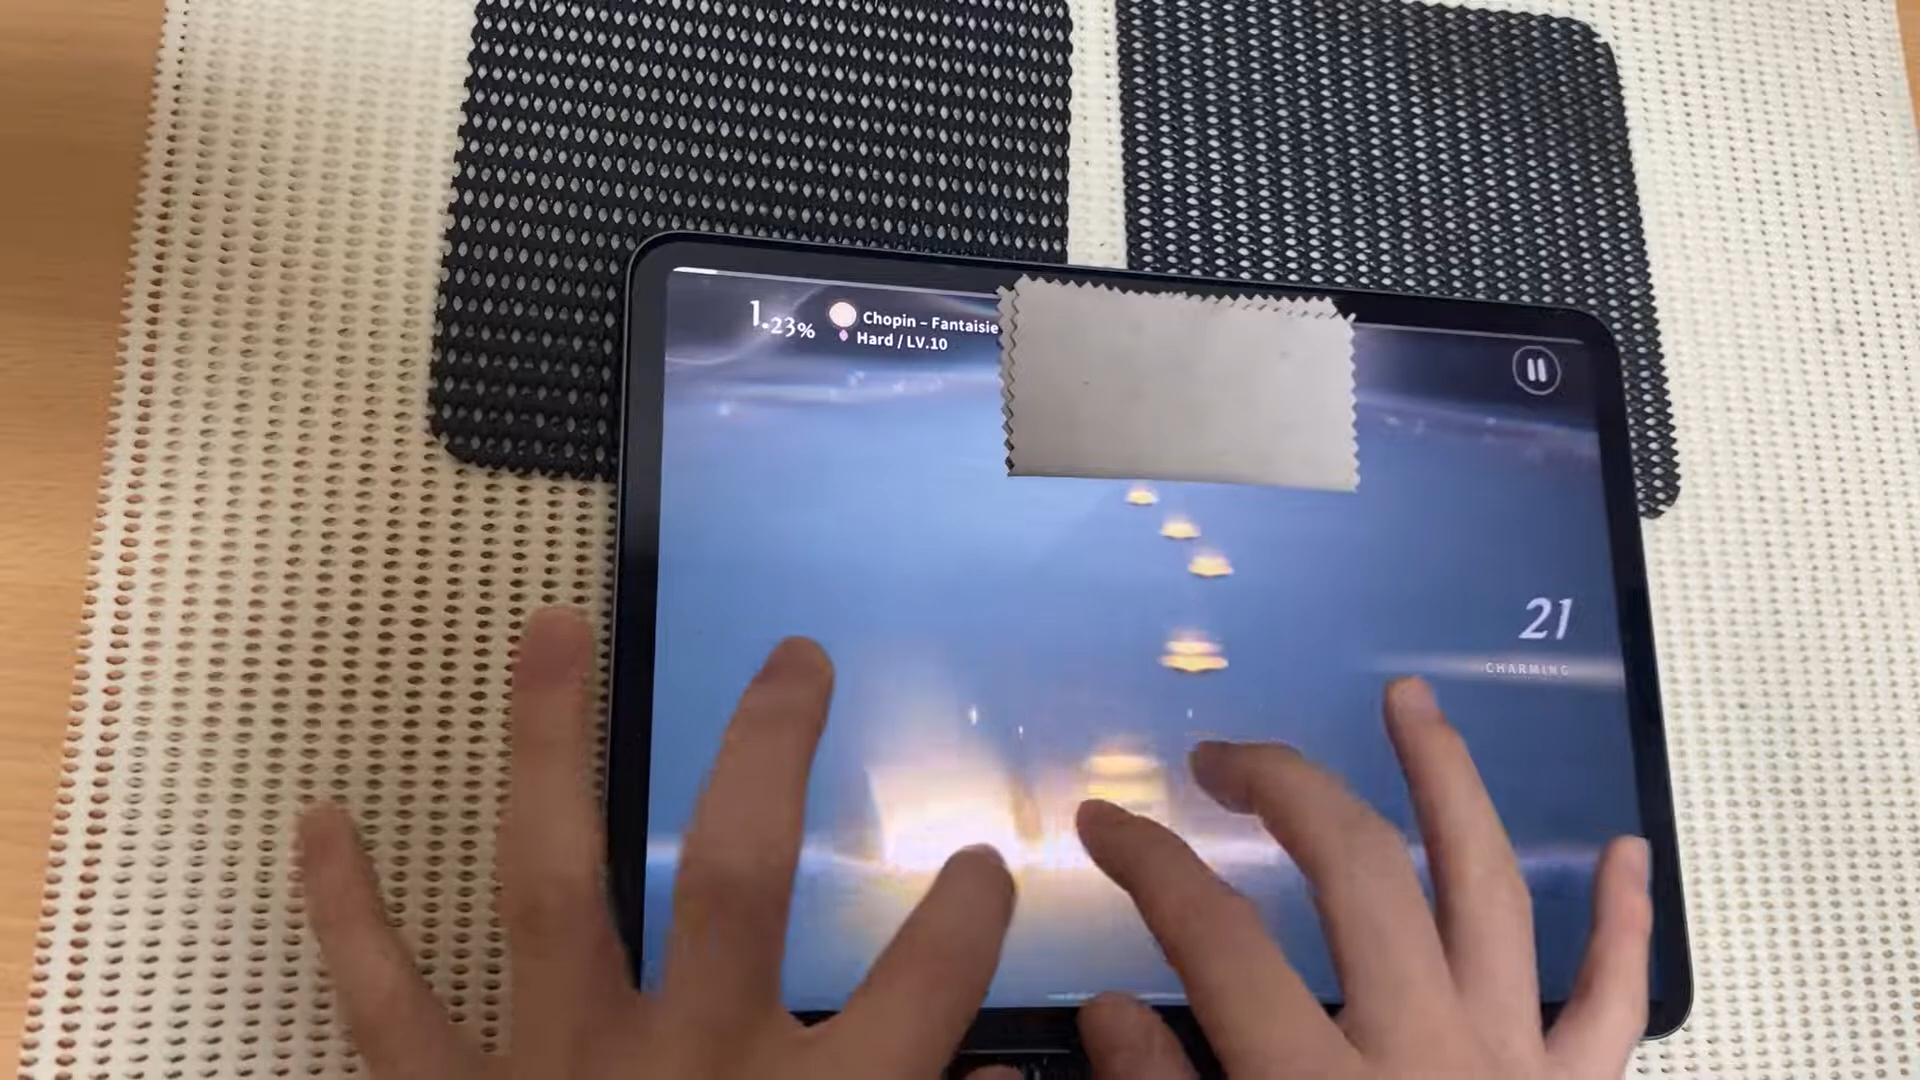 1.23%
Chopin – Fantaisie
Hard / LV.10
21
CHARMING